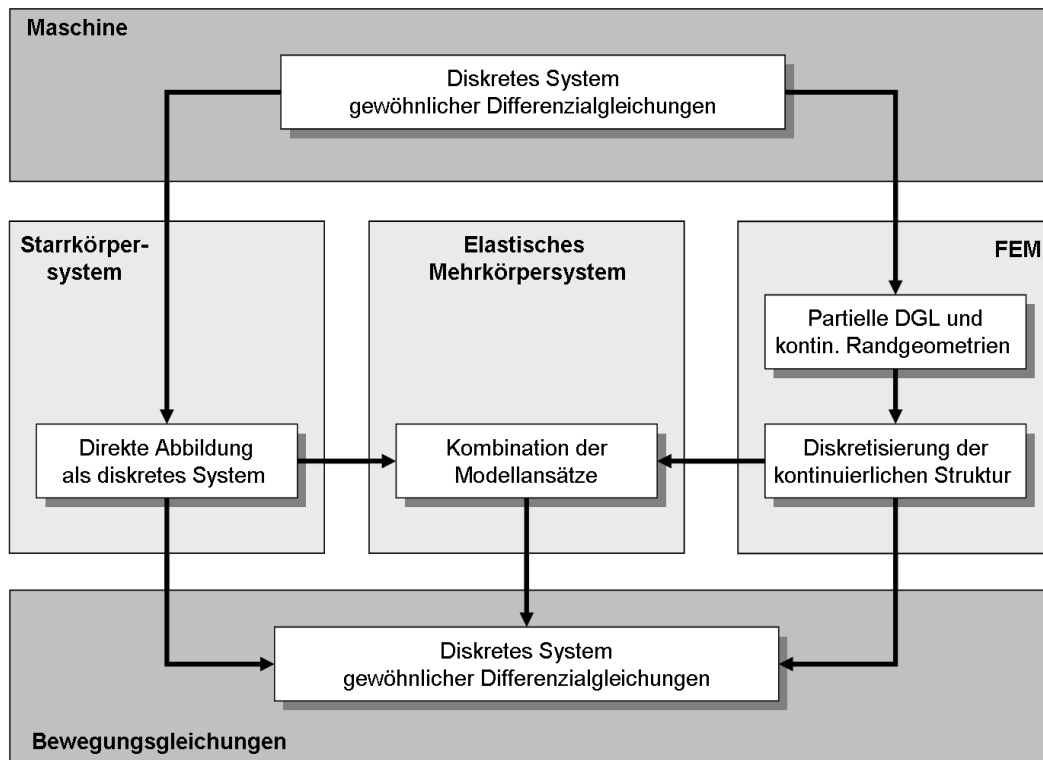 Maschine
Diskretes System
gewöhnlicher Differenzialgleichungen
Starrkörper-
system
Elastisches
Mehrkörpersystem
FEM
Partielle DGL und
kontin. Randgeometrien
Direkte Abbildung
als diskretes System
Kombination der
Modellansätze
Diskretisierung der
kontinuierlichen Struktur
Diskretes System
gewöhnlicher Differenzialgleichungen
Bewegungsgleichungen